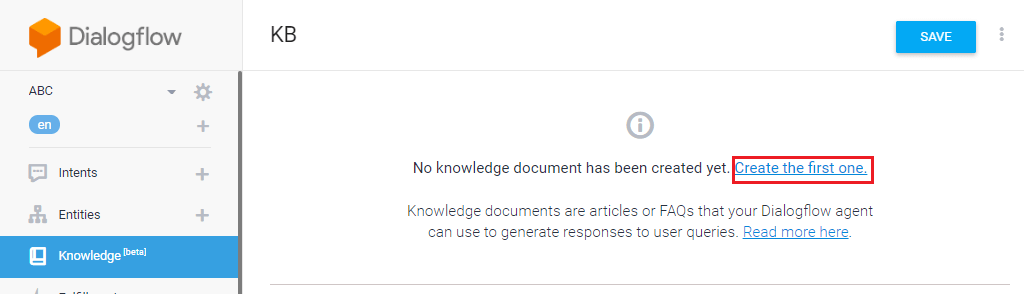 Dialogflow
KB
SAVE
ABC
en
Intents
Entities
Knowledge [beta]
No knowledge document has been created yet. Create the first one.
Knowledge documents are articles or FAQs that your Dialogflow agent
can use to generate responses to user queries. Read more here.